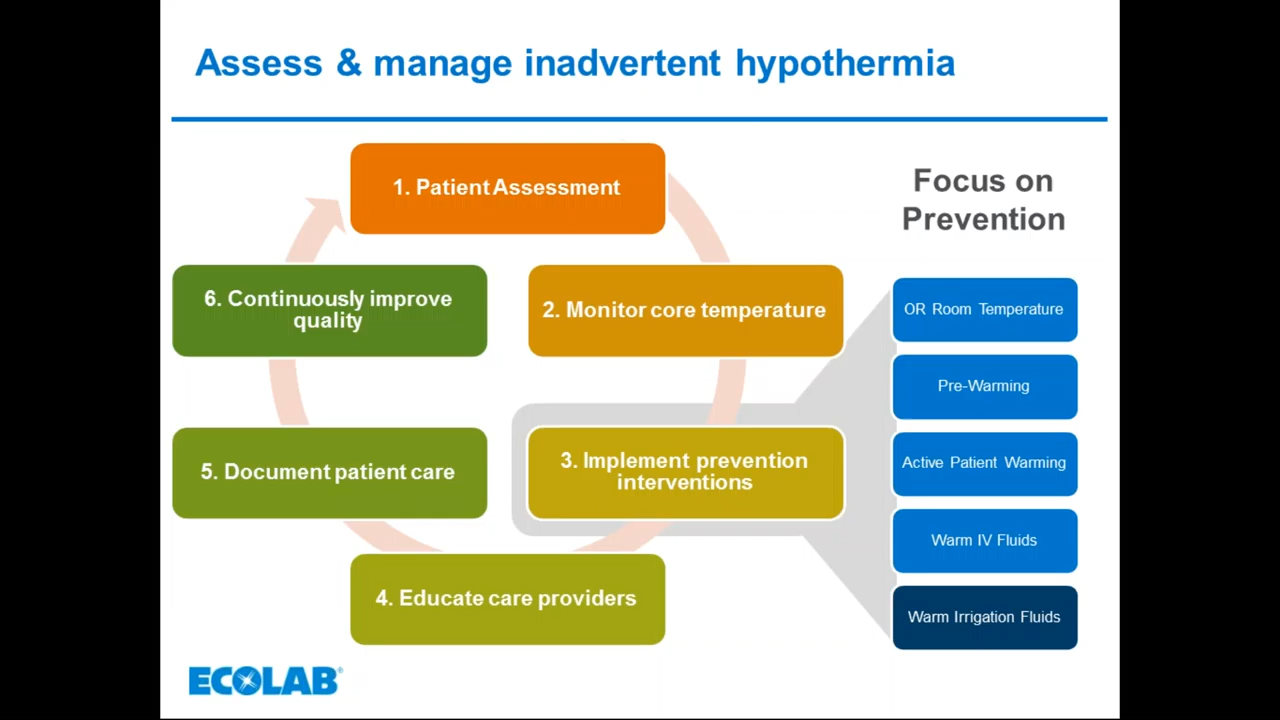 Assess & manage inadvertent hypothermia
1. Patient Assessment
2. Monitor core temperature
3. Implement prevention
interventions
4. Educate care providers
5. Document patient care
6. Continuously improve
quality
Focus on
Prevention
OR Room Temperature
Pre-Warming
Active Patient Warming
Warm IV Fluids
Warm Irrigation Fluids
ECOLAB®